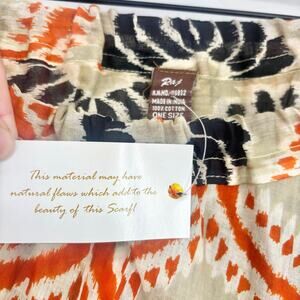 Raj
MADE IN INDIA
100% COTTON
ONE SIZE
This material may have
natural flaws which add to the
beauty of this Scarf!